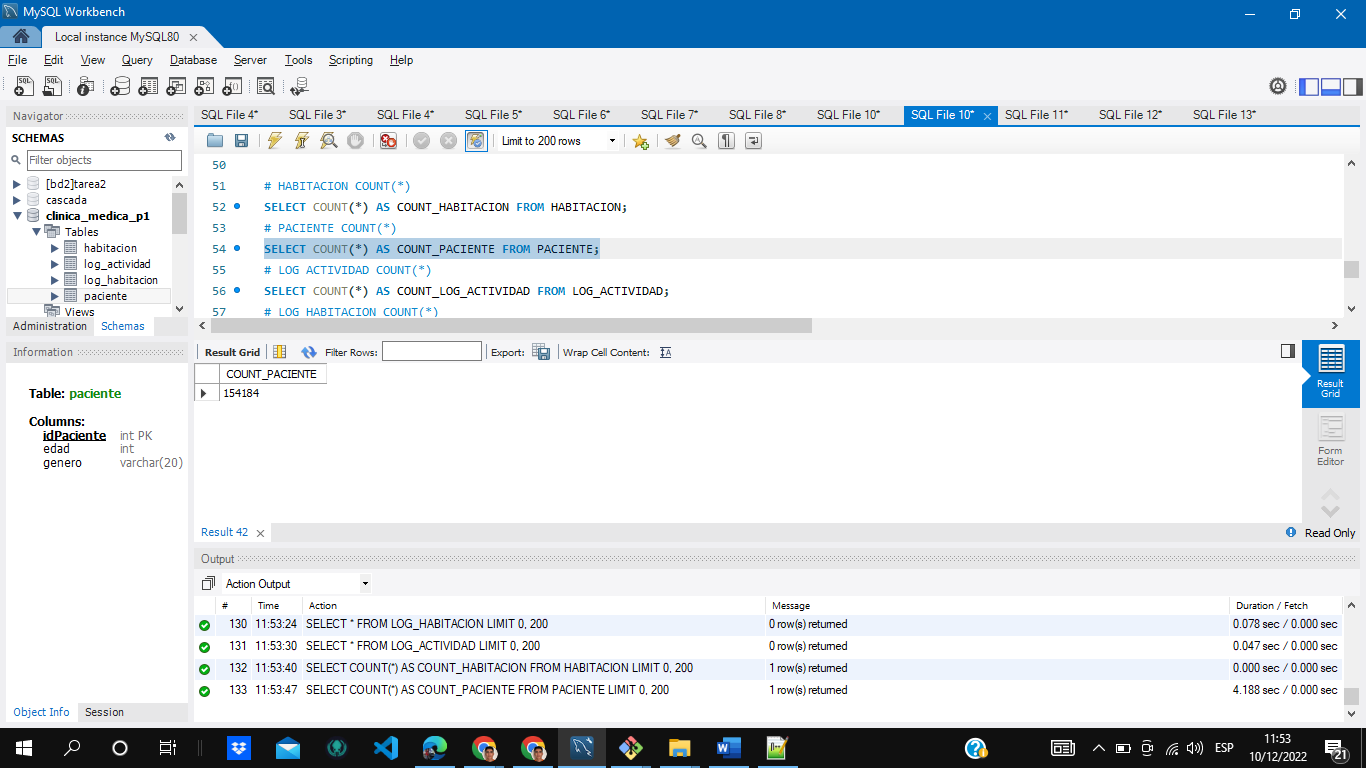 MySQL Workbench
Local instance MySQL80
File Edit View Query Database Server Tools Scripting Help
Navigator
SCHEMAS
Filter objects
[bd2]tarea2
cascada
clinica_medica_p1
Tables
habitacion
log_actividad
log_habitacion
paciente
Views
Administration Schemas
Information
Table: paciente
Columns:
idPaciente int PK
edad int
genero varchar(20)
Object Info Session
SQL File 4* SQL File 3* SQL File 4* SQL File 5* SQL File 6* SQL File 7* SQL File 8* SQL File 10* SQL File 10* SQL File 11* SQL File 12* SQL File 13*
Limit to 200 rows
50
51 # HABITACION COUNT(*)
52 SELECT COUNT(*) AS COUNT_HABITACION FROM HABITACION;
53 # PACIENTE COUNT(*)
54 SELECT COUNT(*) AS COUNT_PACIENTE FROM PACIENTE;
55 # LOG ACTIVIDAD COUNT(*)
56 SELECT COUNT(*) AS COUNT_LOG_ACTIVIDAD FROM LOG_ACTIVIDAD;
57 # LOG HABITACION COUNT(*)
Result Grid Filter Rows: Export: Wrap Cell Content:
COUNT_PACIENTE
154184
Result Grid
Form Editor
Result 42
Read Only
Output
Action Output
# Time Action Message Duration / Fetch
130 11:53:24 SELECT * FROM LOG_HABITACION LIMIT 0, 200 0 row(s) returned 0.078 sec / 0.000 sec
131 11:53:30 SELECT * FROM LOG_ACTIVIDAD LIMIT 0, 200 0 row(s) returned 0.047 sec / 0.000 sec
132 11:53:40 SELECT COUNT(*) AS COUNT_HABITACION FROM HABITACION LIMIT 0, 200 1 row(s) returned 0.000 sec / 0.000 sec
133 11:53:47 SELECT COUNT(*) AS COUNT_PACIENTE FROM PACIENTE LIMIT 0, 200 1 row(s) returned 4.188 sec / 0.000 sec
ESP
11:53
10/12/2022
21